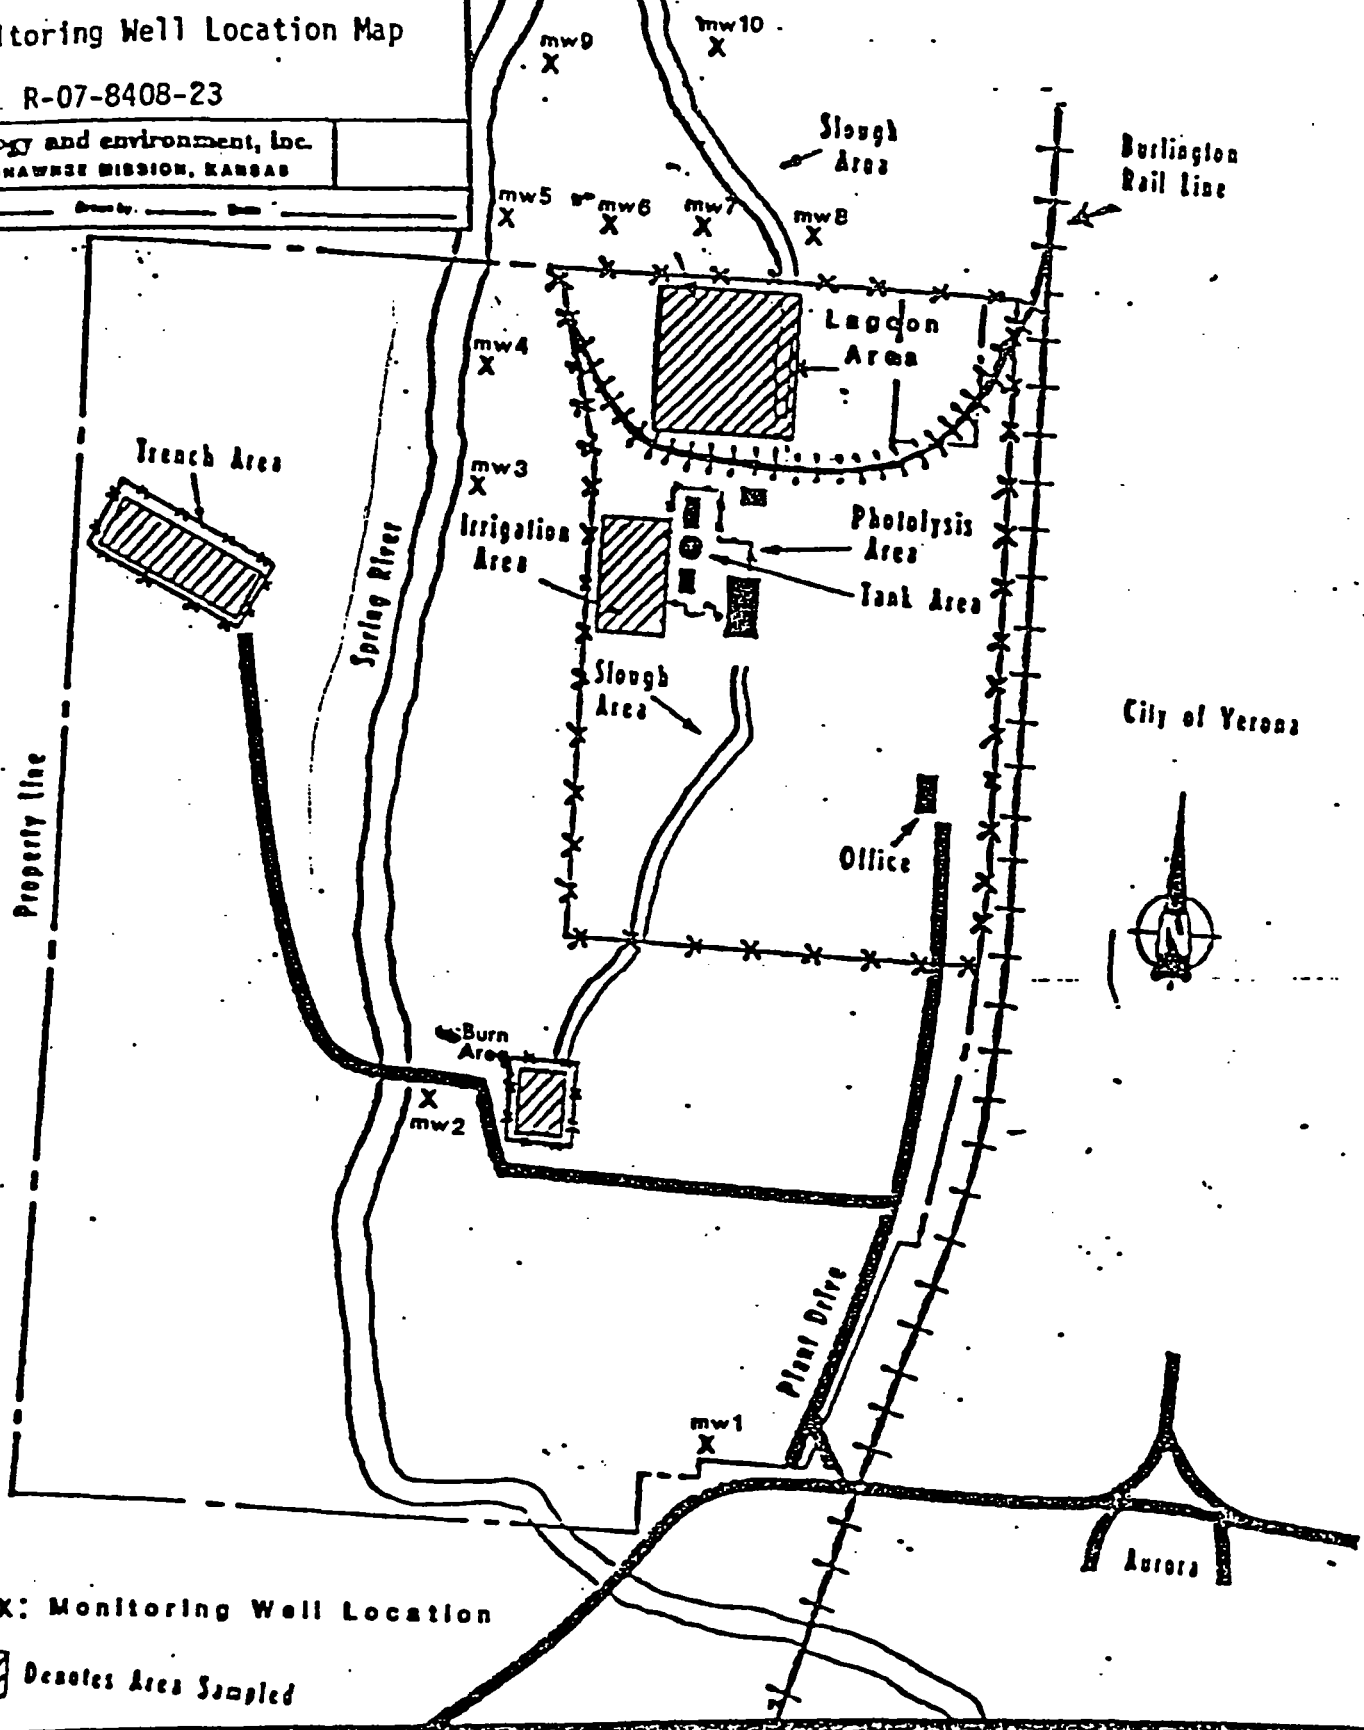 itoring Well Location Map
R-07-8408-23
gy and environment, inc.
HAWNEE MISSION, KANSAS
mw9
mw10
Slough
Area
Burlington
Rail Line
mw5
mw6
mw7
mw8
Lagoon
Area
mw4
Trench Area
mw3
Irrigation
Area
Photolysis
Area
Tank Area
Spring River
Slough
Area
City of Verona
Property line
Office
N
Burn
Area
mw2
Plant Drive
mw1
Aurora
X: Monitoring Well Location
Denotes Area Sampled